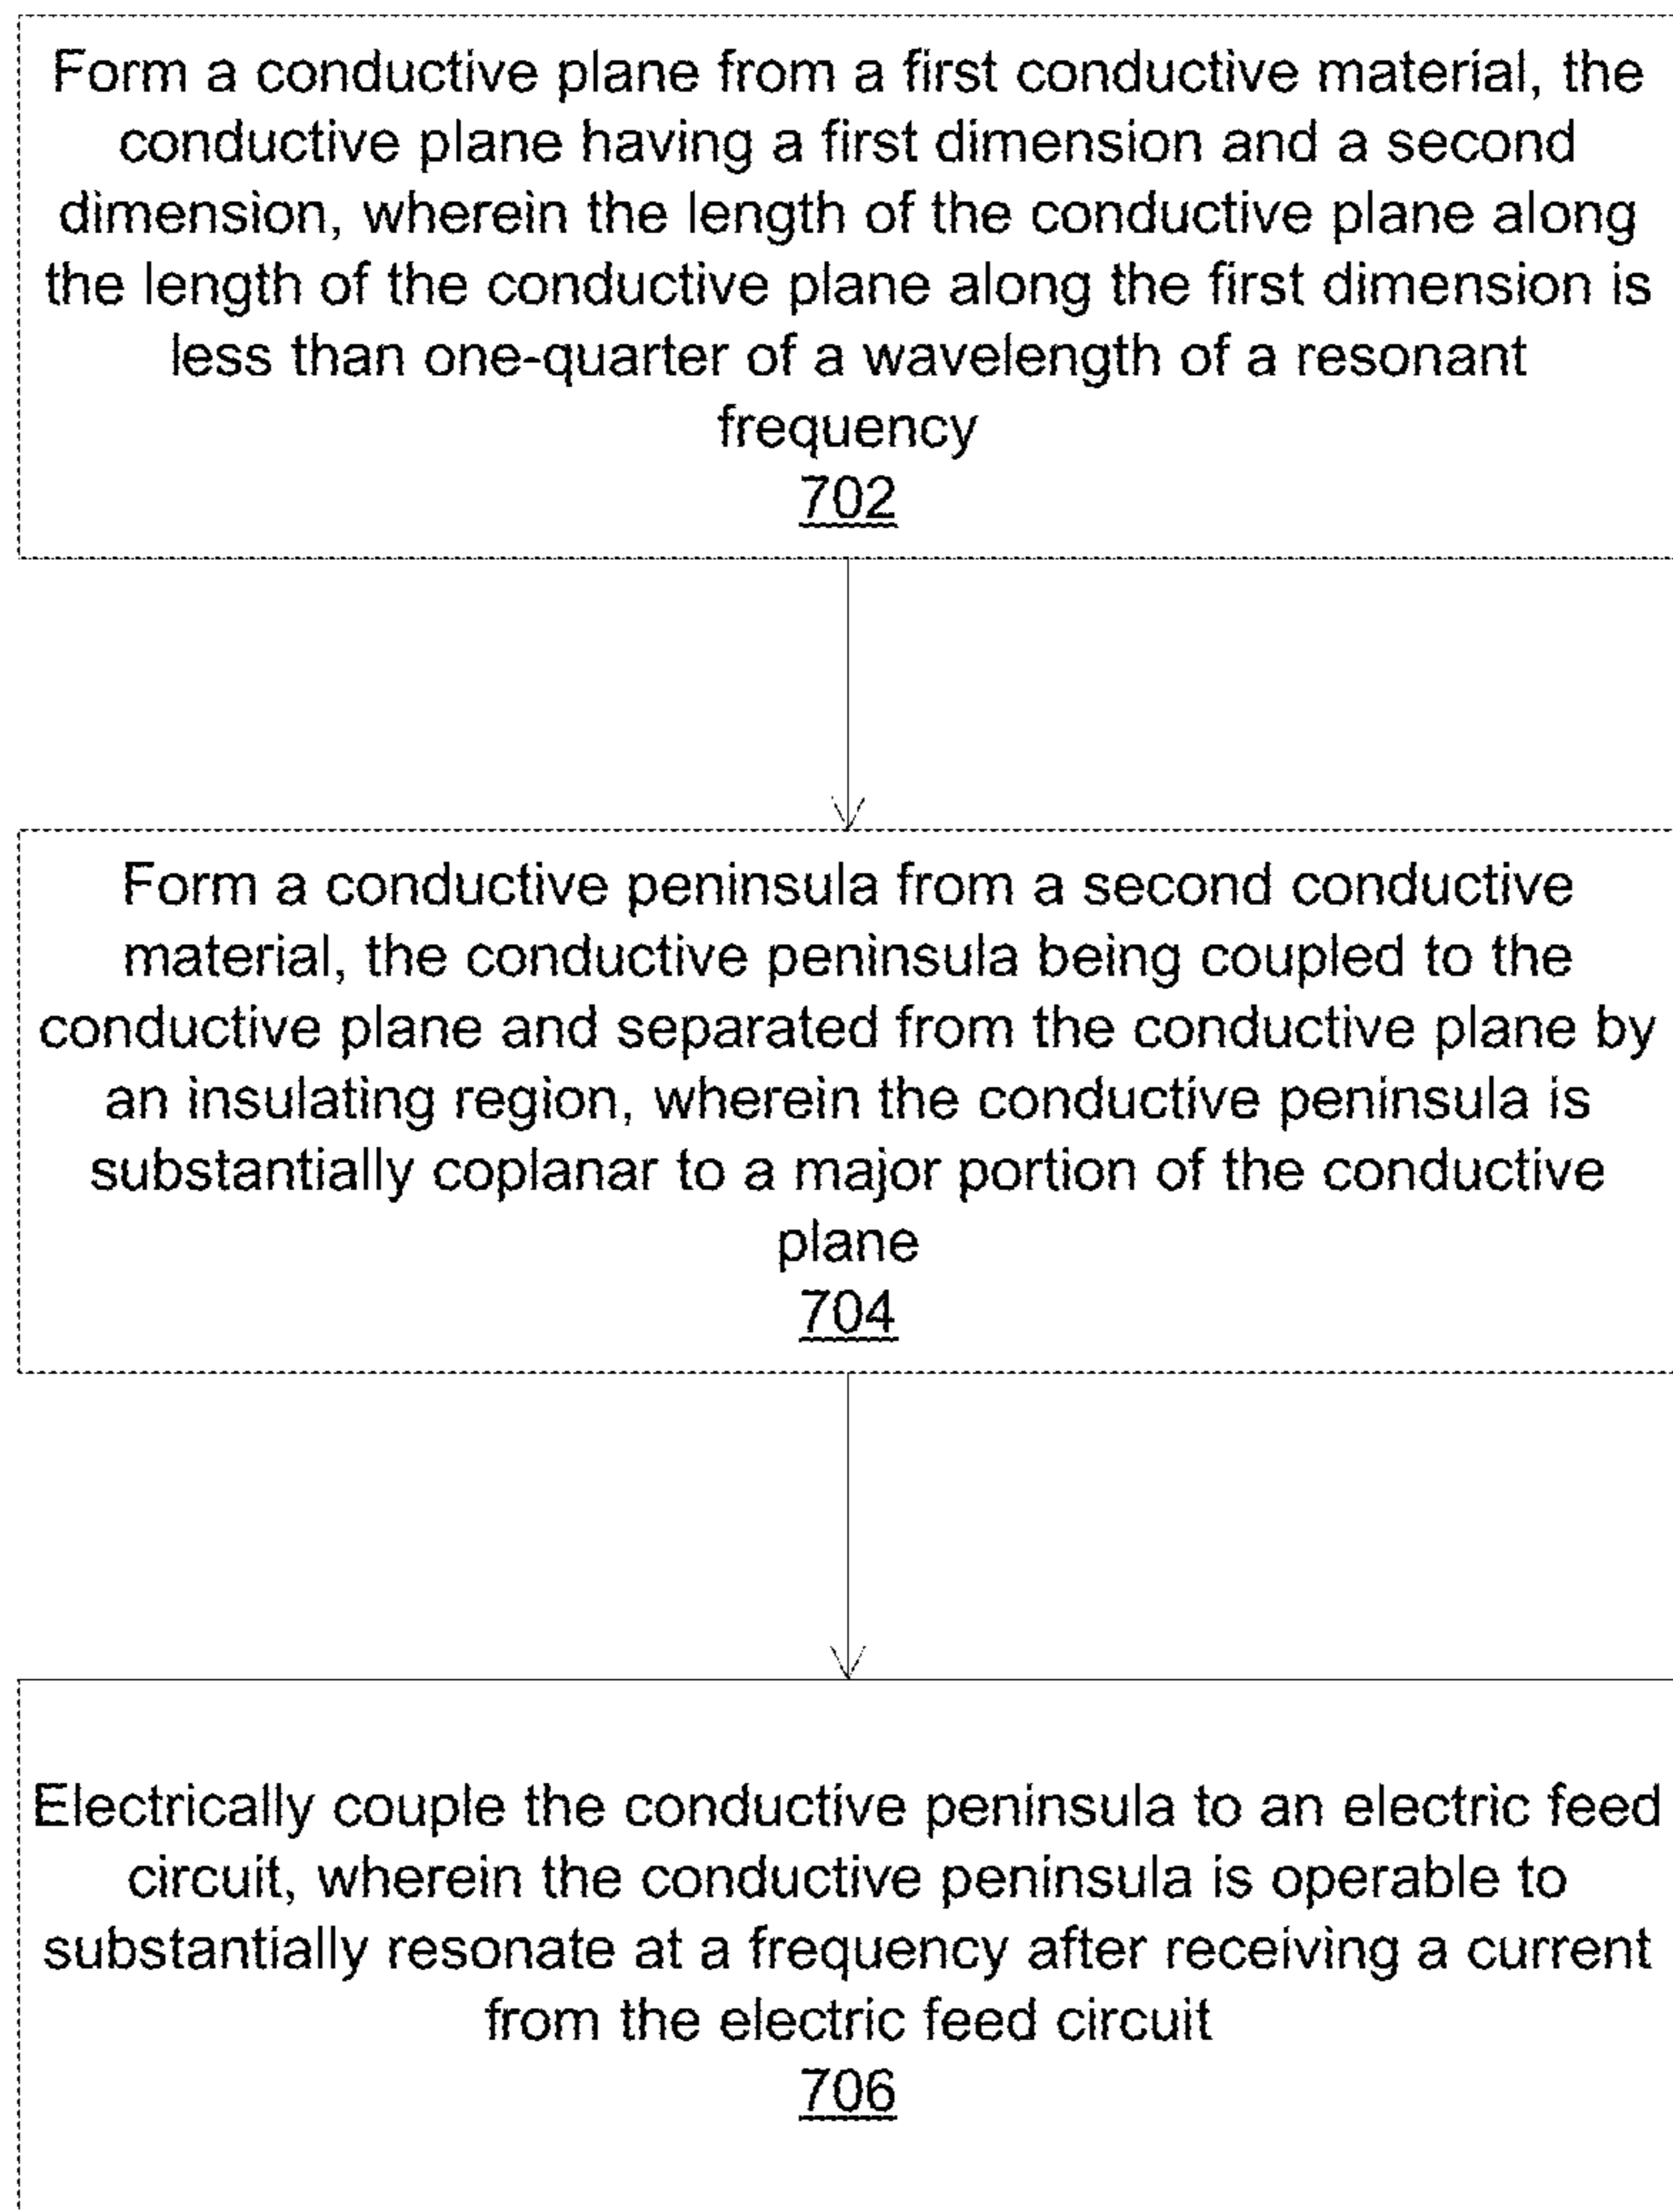 Form a conductive plane from a first conductive material, the
conductive plane having a first dimension and a second
dimension, wherein the length of the conductive plane along
the length of the conductive plane along the first dimension is
less than one-quarter of a wavelength of a resonant
frequency
702
Form a conductive peninsula from a second conductive
material, the conductive peninsula being coupled to the
conductive plane and separated from the conductive plane by
an insulating region, wherein the conductive peninsula is
substantially coplanar to a major portion of the conductive
plane
704
Electrically couple the conductive peninsula to an electric feed
circuit, wherein the conductive peninsula is operable to
substantially resonate at a frequency after receiving a current
from the electric feed circuit
706